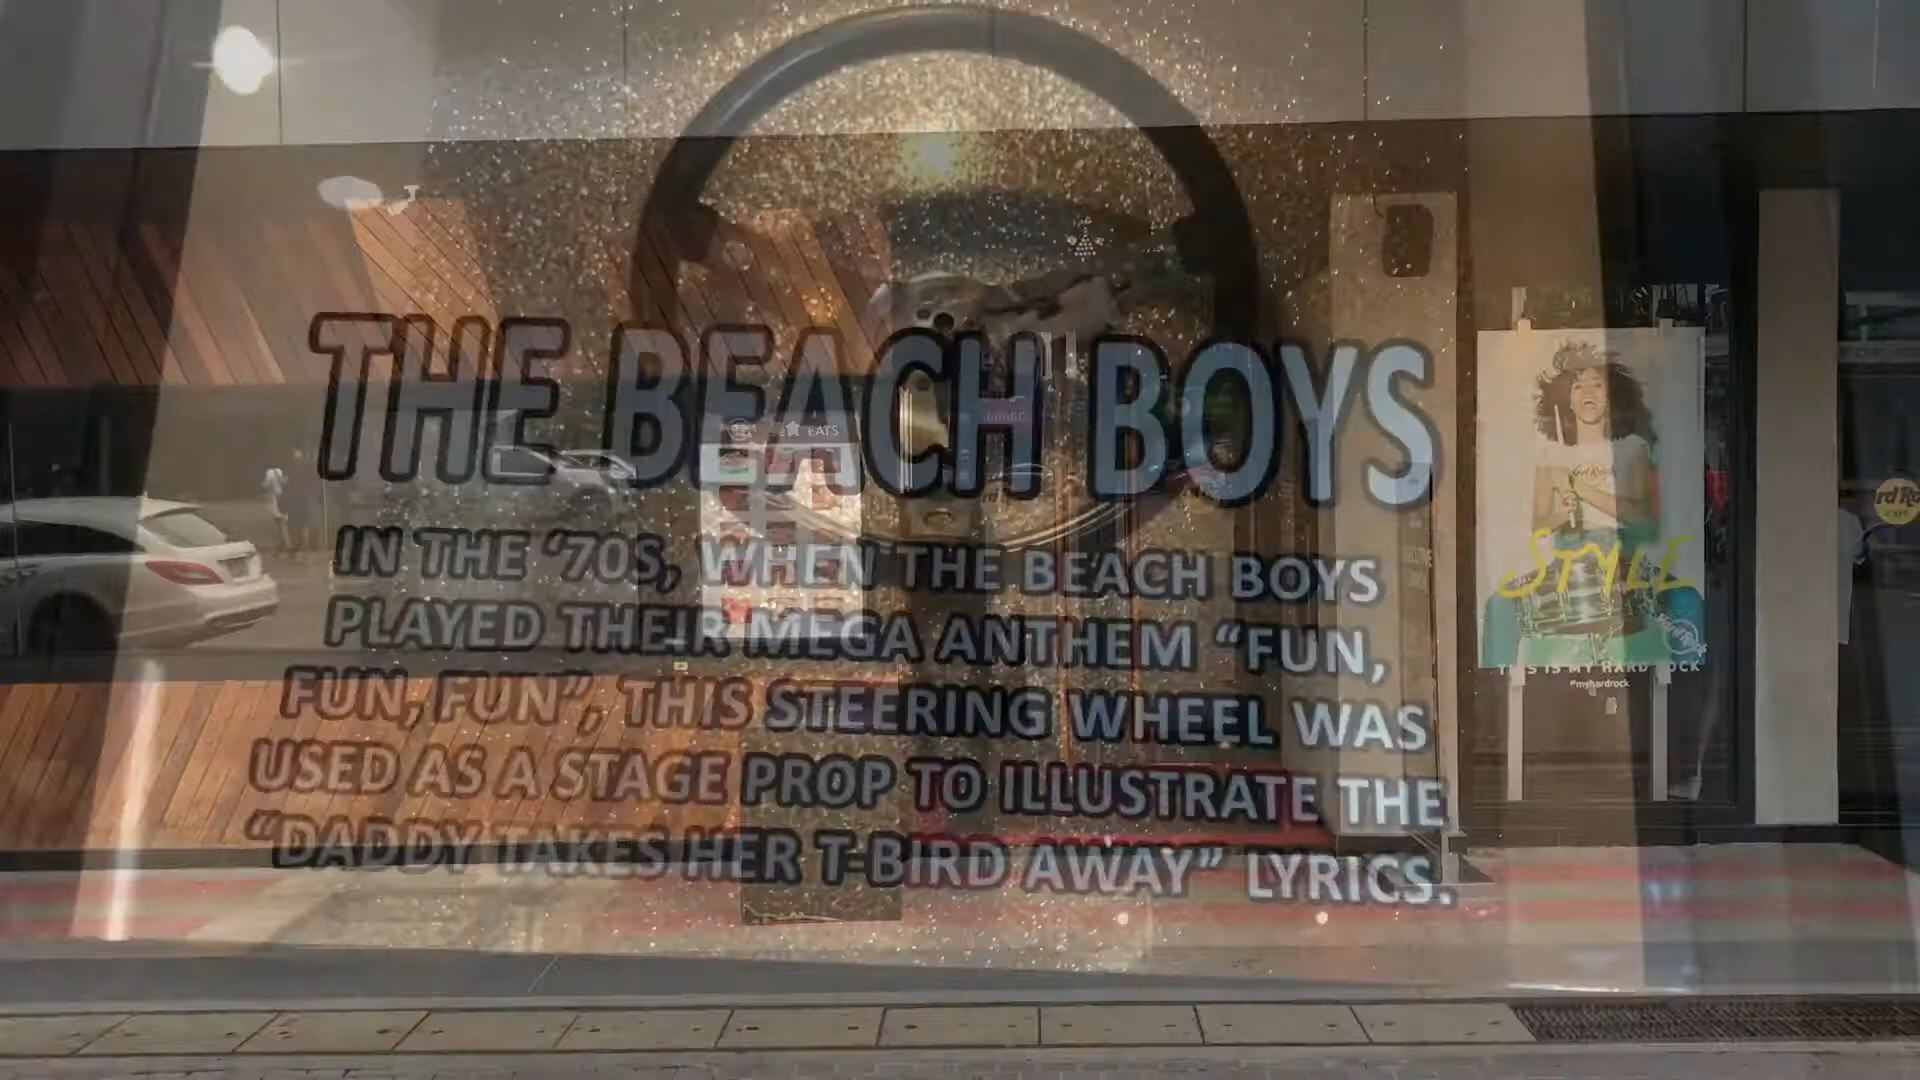 THE BEACH BOYS
IN THE ‘70S, WHEN THE BEACH BOYS
PLAYED THEIR MEGA ANTHEM “FUN,
FUN, FUN”, THIS STEERING WHEEL WAS
USED AS A STAGE PROP TO ILLUSTRATE THE
“DADDY TAKES HER T-BIRD AWAY” LYRICS.
EATS
STYLE
THIS IS MY HARD ROCK
#myhardrock